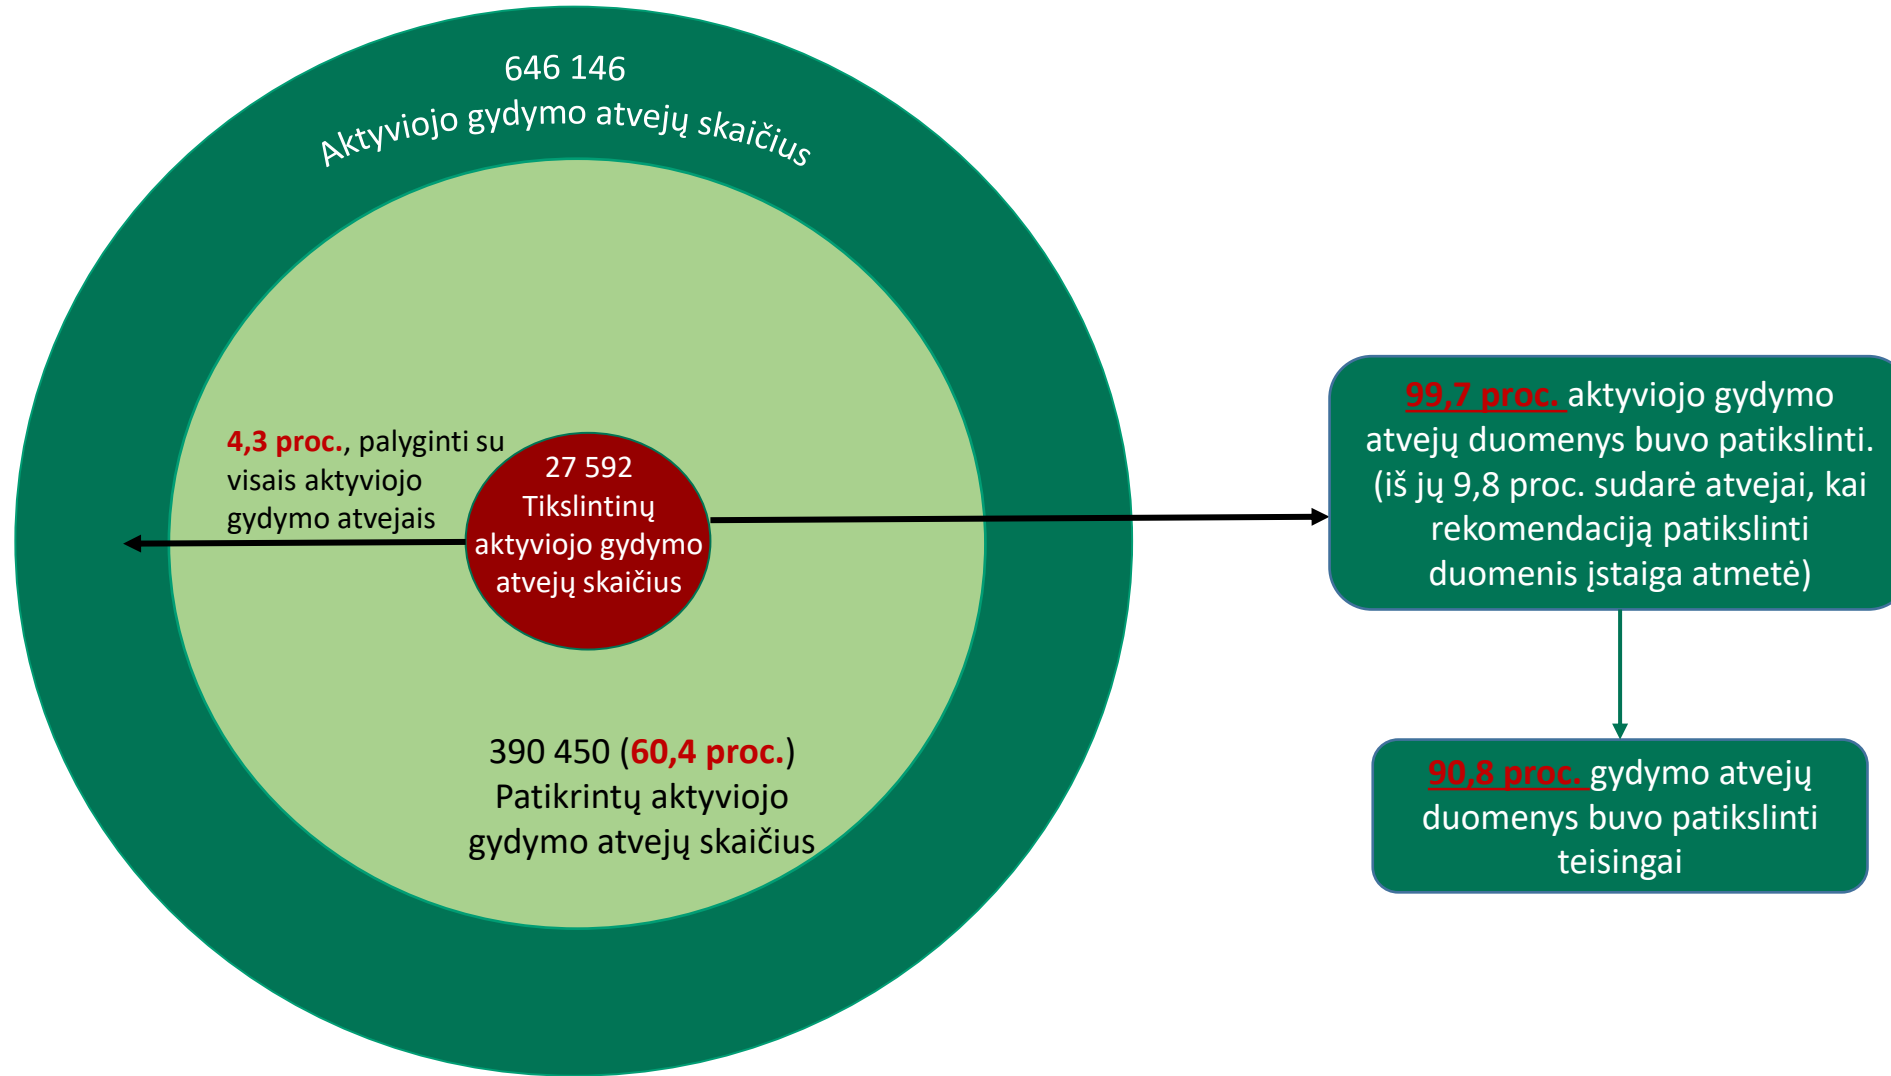 646 146
Aktyviojo gydymo atvejų skaičius
4,3 proc., palyginti su
visais aktyviojo
gydymo atvejais
27 592
Tikslintinų
aktyviojo gydymo
atvejų skaičius
390 450 (60,4 proc.)
Patikrintų aktyviojo
gydymo atvejų skaičius
99,7 proc. aktyviojo gydymo
atvejų duomenys buvo patikslinti.
(iš jų 9,8 proc. sudarė atvejai, kai
rekomendaciją patikslinti
duomenis įstaiga atmetė)
90,8 proc. gydymo atvejų
duomenys buvo patikslinti
teisingai